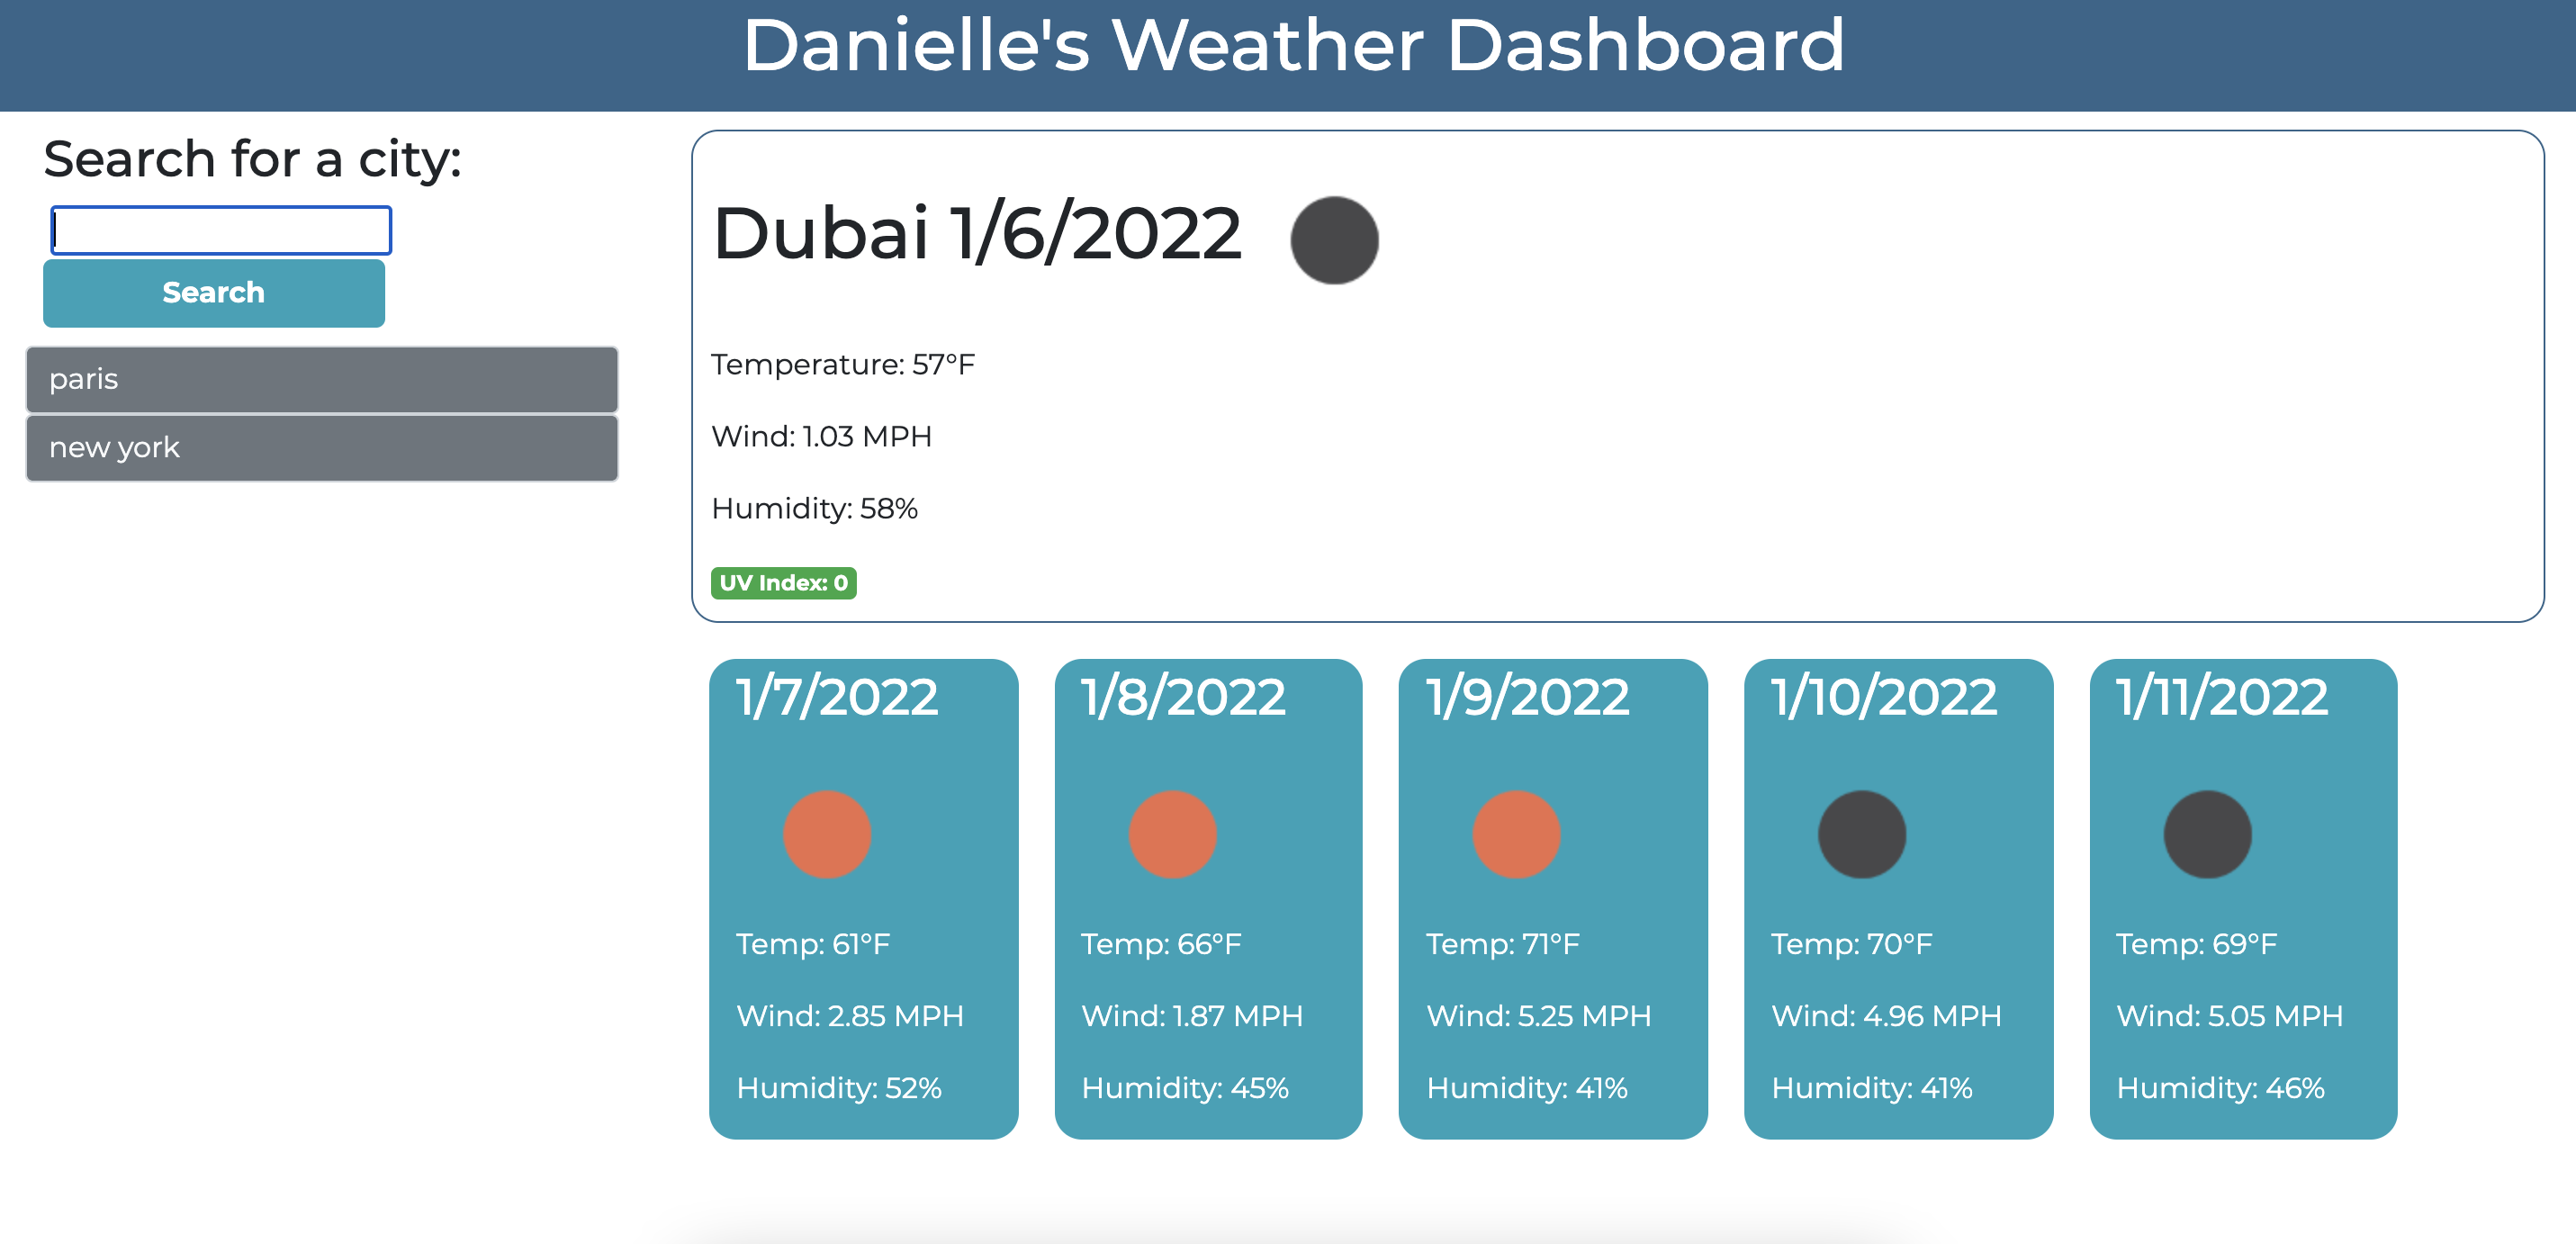 Danielle's Weather Dashboard
Search for a city:
Search
paris
new york
Dubai 1/6/2022
Temperature: 57°F
Wind: 1.03 MPH
Humidity: 58%
UV Index: 0
1/7/2022
Temp: 61°F
Wind: 2.85 MPH
Humidity: 52%
1/8/2022
Temp: 66°F
Wind: 1.87 MPH
Humidity: 45%
1/9/2022
Temp: 71°F
Wind: 5.25 MPH
Humidity: 41%
1/10/2022
Temp: 70°F
Wind: 4.96 MPH
Humidity: 41%
1/11/2022
Temp: 69°F
Wind: 5.05 MPH
Humidity: 46%